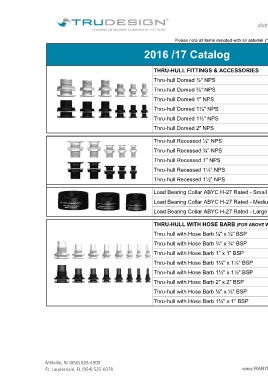 TRUDESIGN®
LEADERS IN MARINE COMPOSITE FITTINGS
distri
Please note all items denoted with an asterisk (*
2016 /17 Catalog
THRU-HULL FITTINGS & ACCESSORIES
Thru-hull Domed ½" NPS
Thru-hull Domed ¾" NPS
Thru-hull Domed 1" NPS
Thru-hull Domed 1¼" NPS
Thru-hull Domed 1½" NPS
Thru-hull Domed 2" NPS
Thru-hull Recessed ½" NPS
Thru-hull Recessed ¾" NPS
Thru-hull Recessed 1" NPS
Thru-hull Recessed 1¼" NPS
Thru-hull Recessed 1½" NPS
Load Bearing Collar ABYC H-27 Rated - Small
Load Bearing Collar ABYC H-27 Rated - Mediu
Load Bearing Collar ABYC H-27 Rated - Large
THRU-HULL WITH HOSE BARB (FOR ABOVE W
Thru-hull with Hose Barb ½" x ½" BSP
Thru-hull with Hose Barb ¾" x ¾" BSP
Thru-hull with Hose Barb 1" x 1" BSP
Thru-hull with Hose Barb 1¼" x 1¼" BSP
Thru-hull with Hose Barb 1½" x 1½" BSP
Thru-hull with Hose Barb 2" x 2" BSP
Thru-hull with Hose Barb
Thru-hull with Hose Barb 1½" x 1" BSP
Millville, NJ (856) 825-4900
Ft. Lauderdale, FL (954) 525-6378
www.RARIT